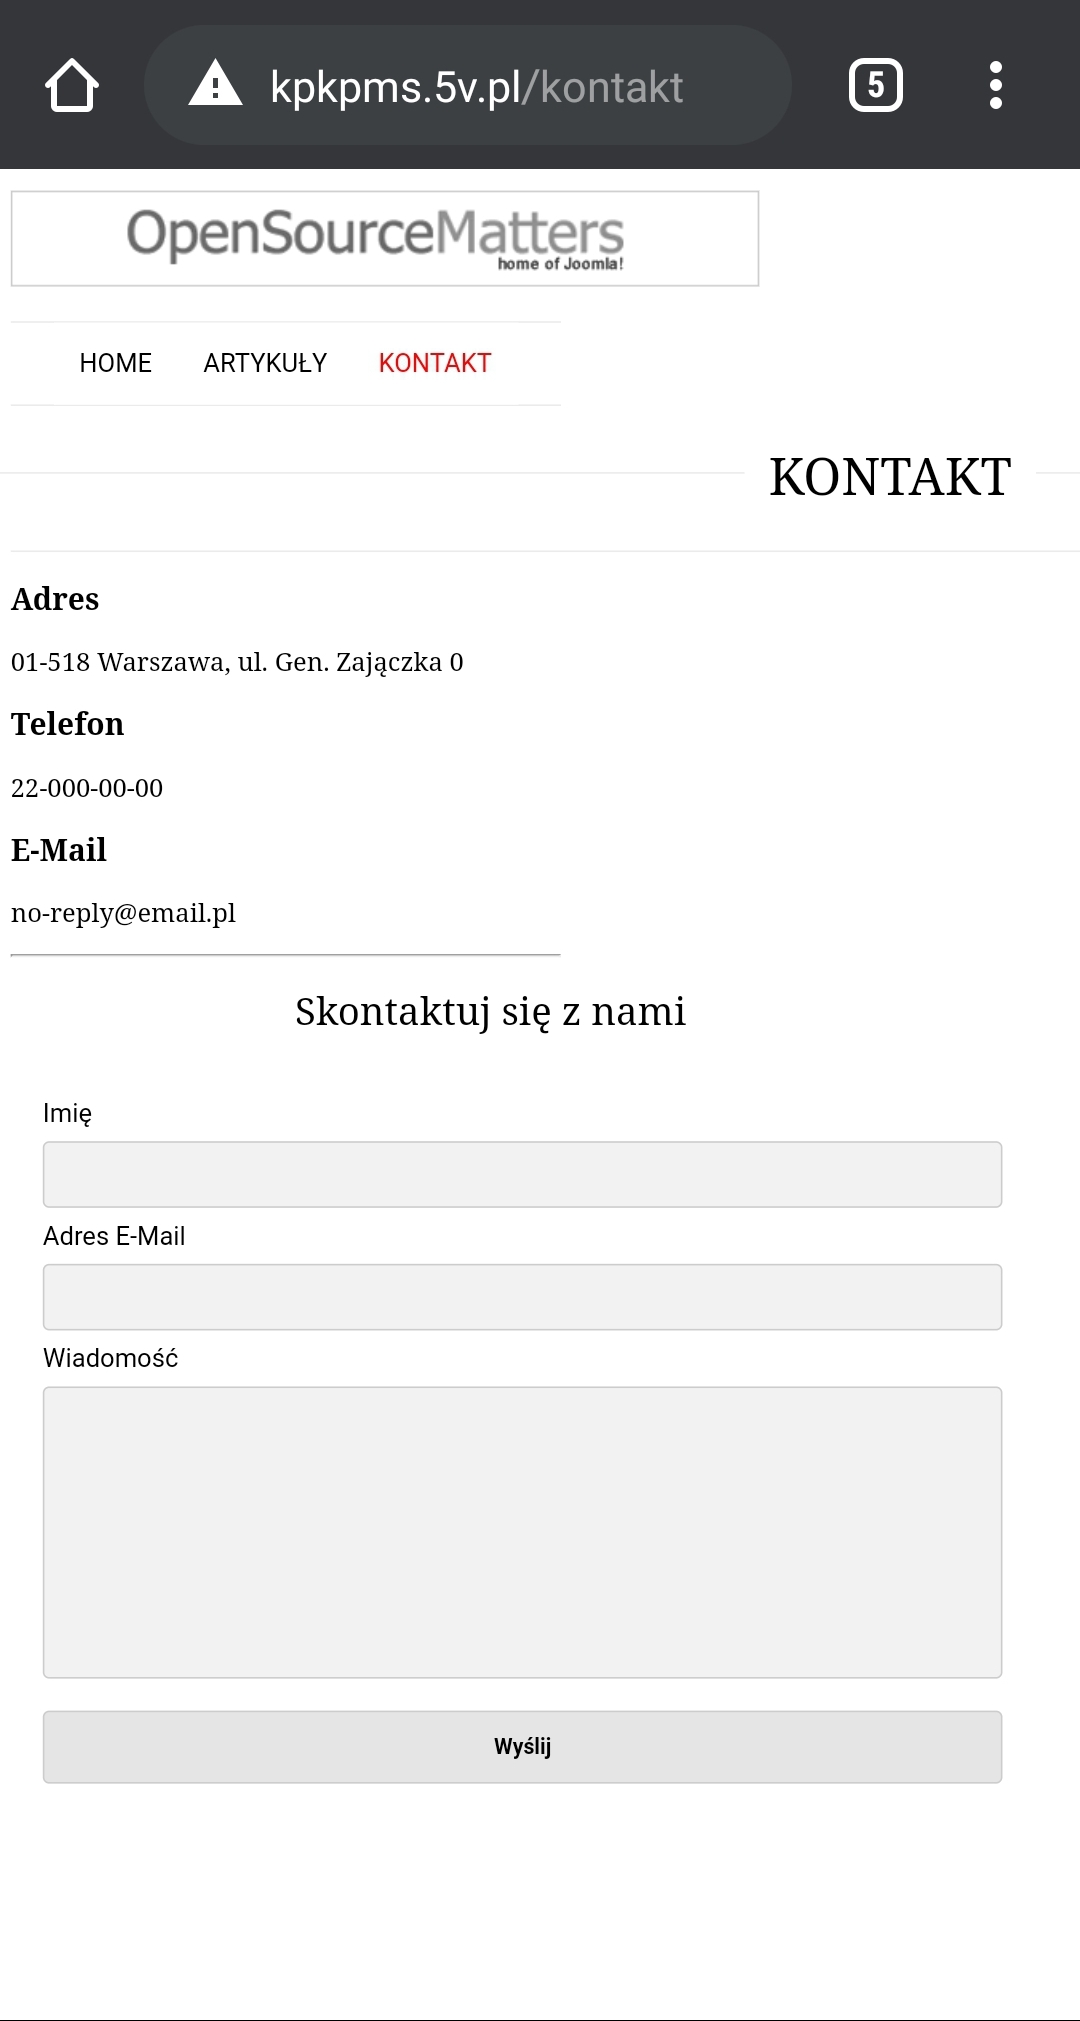 kpkpms.5v.pl/kontakt
5
OpenSourceMatters
home of Joomla!
HOME ARTYKUŁY KONTAKT
KONTAKT
Adres
01-518 Warszawa, ul. Gen. Zajączka 0
Telefon
22-000-00-00
E-Mail
no-reply@email.pl
Skontaktuj się z nami
Imię
Adres E-Mail
Wiadomość
Wyślij